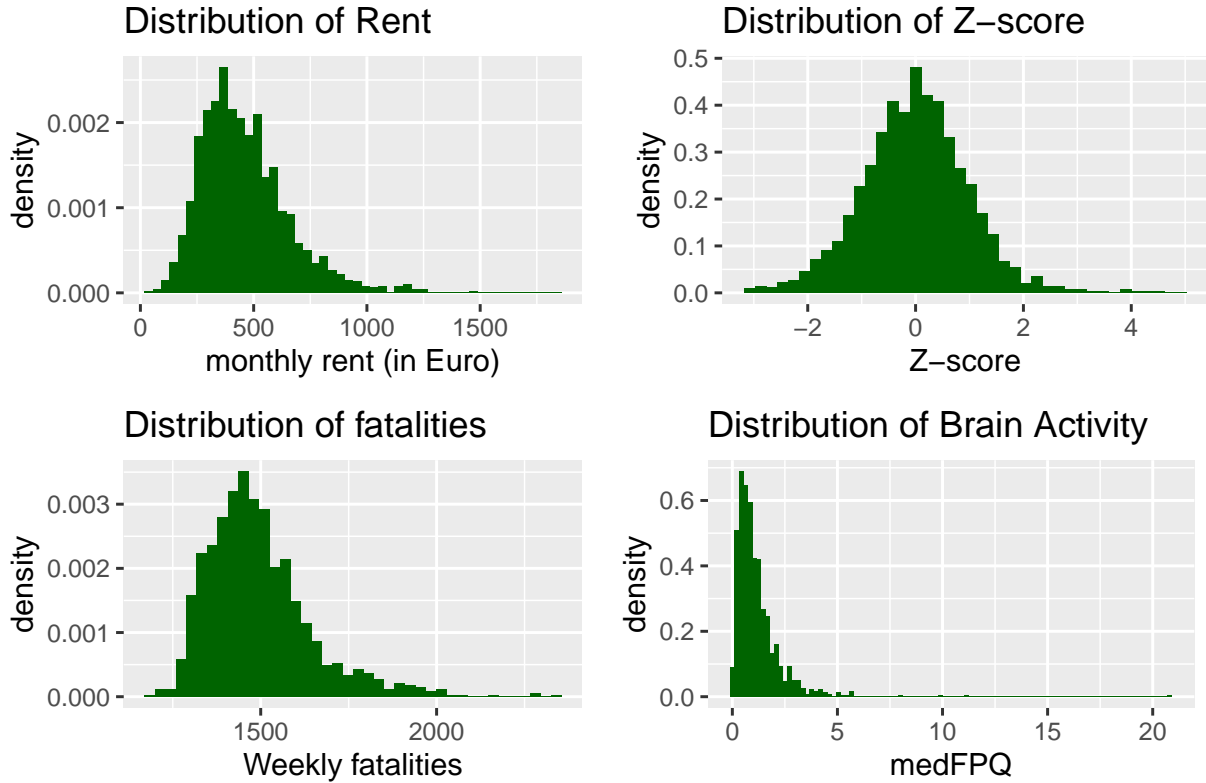 Distribution of Rent
density
0.002
0.001
0.000
0
500
1000
1500
monthly rent (in Euro)
Distribution of Z−score
density
0.5
0.4
0.3
0.2
0.1
0.0
−2
0
2
4
Z−score
Distribution of fatalities
density
0.003
0.002
0.001
0.000
1500
2000
Weekly fatalities
Distribution of Brain Activity
density
0.6
0.4
0.2
0.0
0
5
10
15
20
medFPQ